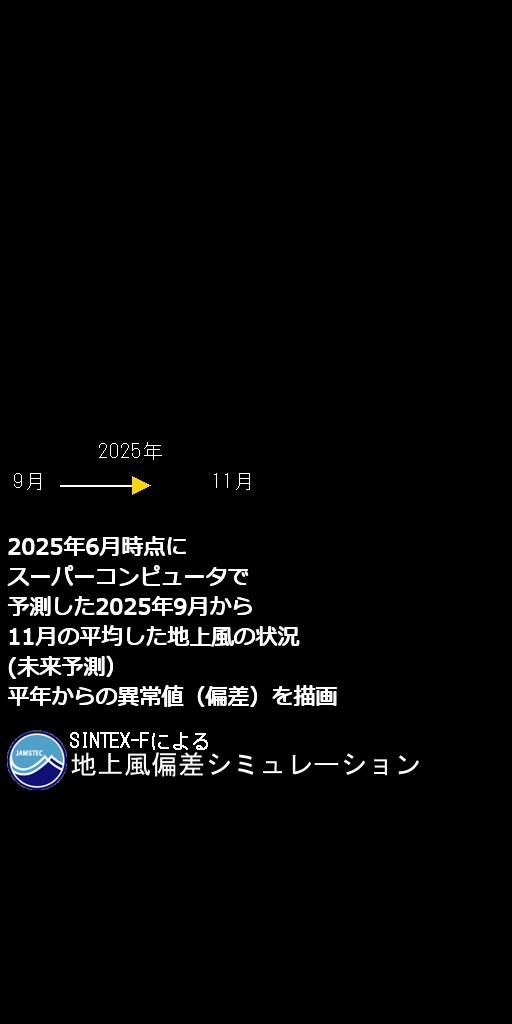 2025年
9月
11月
2025年6月時点に
スーパーコンピュータで
予測した2025年9月から
11月の平均した地上風の状況
(未来予測）
平年からの異常値（偏差）を描画
JAMSTEC
SINTEX-Fによる
地上風偏差シミュレーション